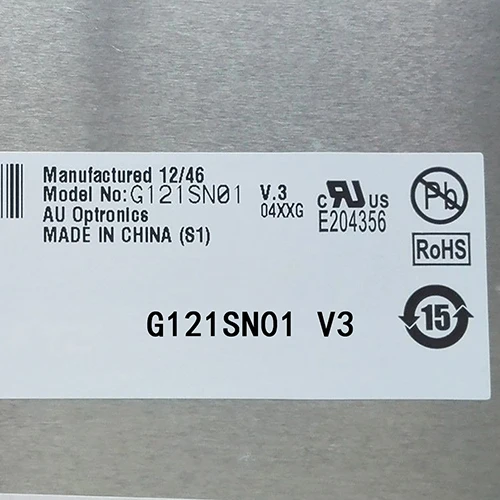 Manufactured 12/46
Model No:G121SN01 V.3
AU Optronics 04XXG
MADE IN CHINA (S1)
c RU US
E204356
Pb
RoHS
15
G121SN01 V3